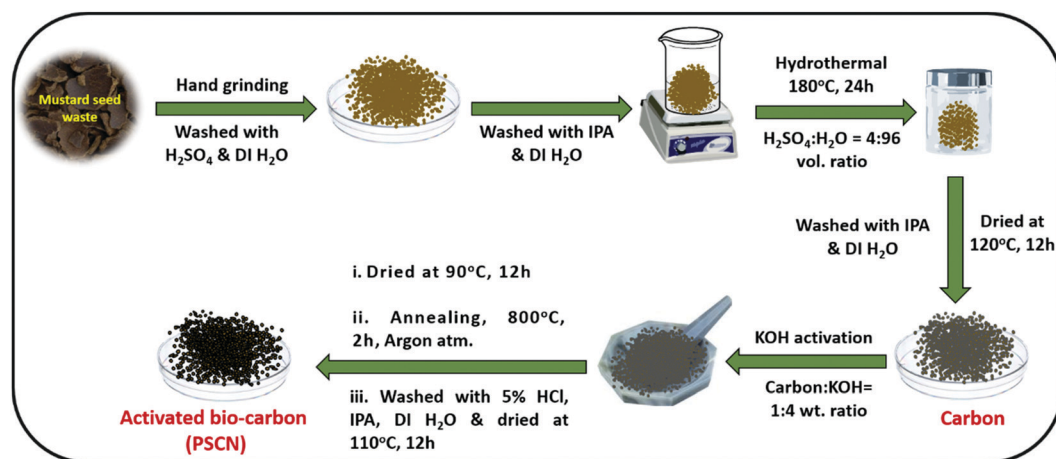 Mustard seed
waste
Hand grinding
Washed with
H₂SO₄ & DI H₂O
Washed with IPA
& DI H₂O
Hydrothermal
180°C, 24h
H₂SO₄:H₂O = 4:96
vol. ratio
Washed with IPA
& DI H₂O
Dried at
120°C, 12h
Carbon
KOH activation
Carbon:KOH=
1:4 wt. ratio
i. Dried at 90°C, 12h
ii. Annealing, 800°C,
2h, Argon atm.
iii. Washed with 5% HCl,
IPA, DI H₂O & dried at
110°C, 12h
Activated bio-carbon
(PSCN)